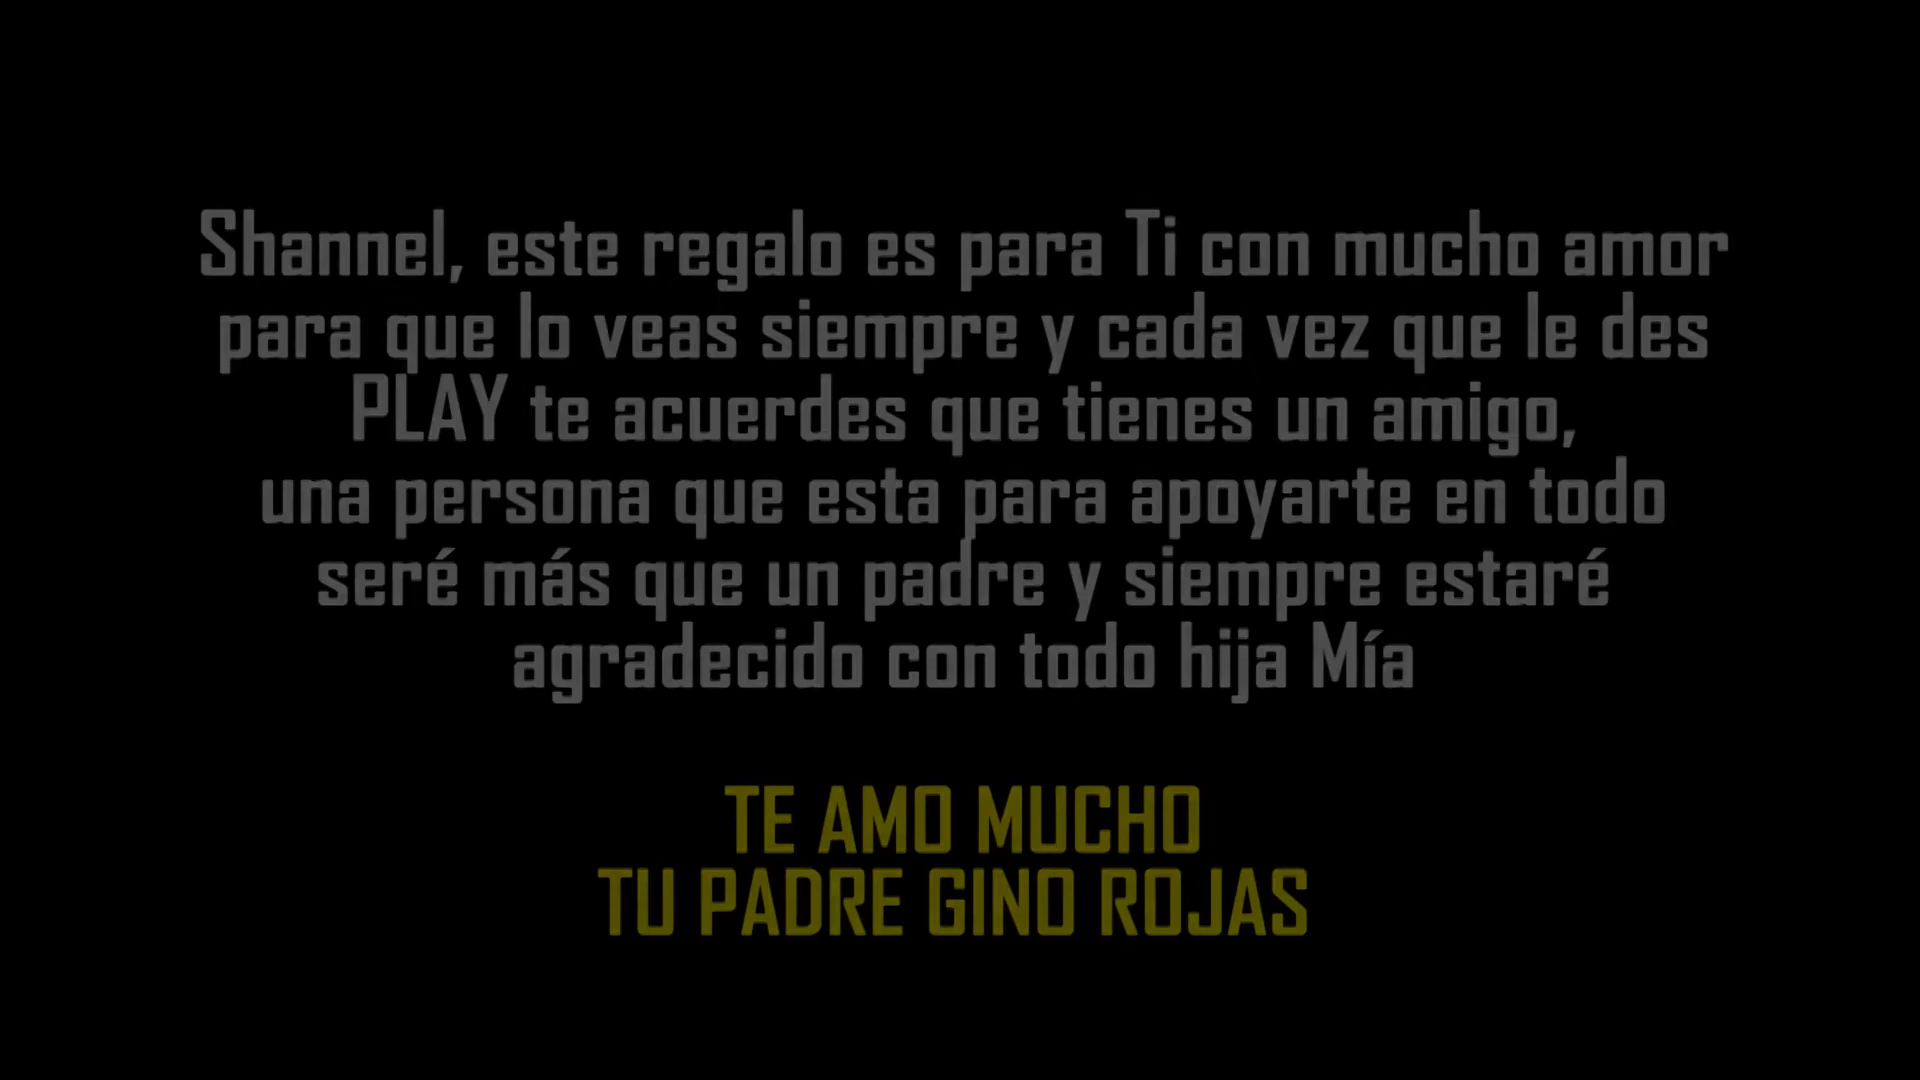 Shannel, este regalo es para Ti con mucho amor
para que lo veas siempre y cada vez que le des
PLAY te acuerdes que tienes un amigo,
una persona que esta para apoyarte en todo
seré más que un padre y siempre estaré
agradecido con todo hija Mía
TE AMO MUCHO
TU PADRE GINO ROJAS